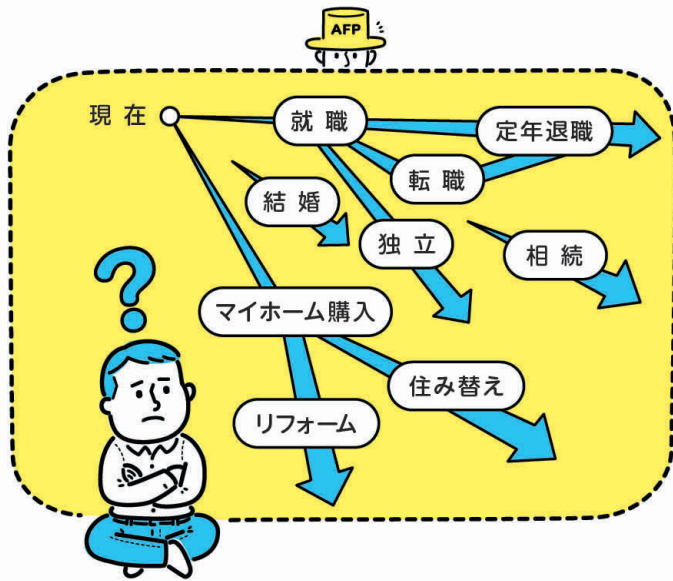 AFP
現在
就職
定年退職
転職
結婚
独立
相続
?
マイホーム購入
住み替え
リフォーム